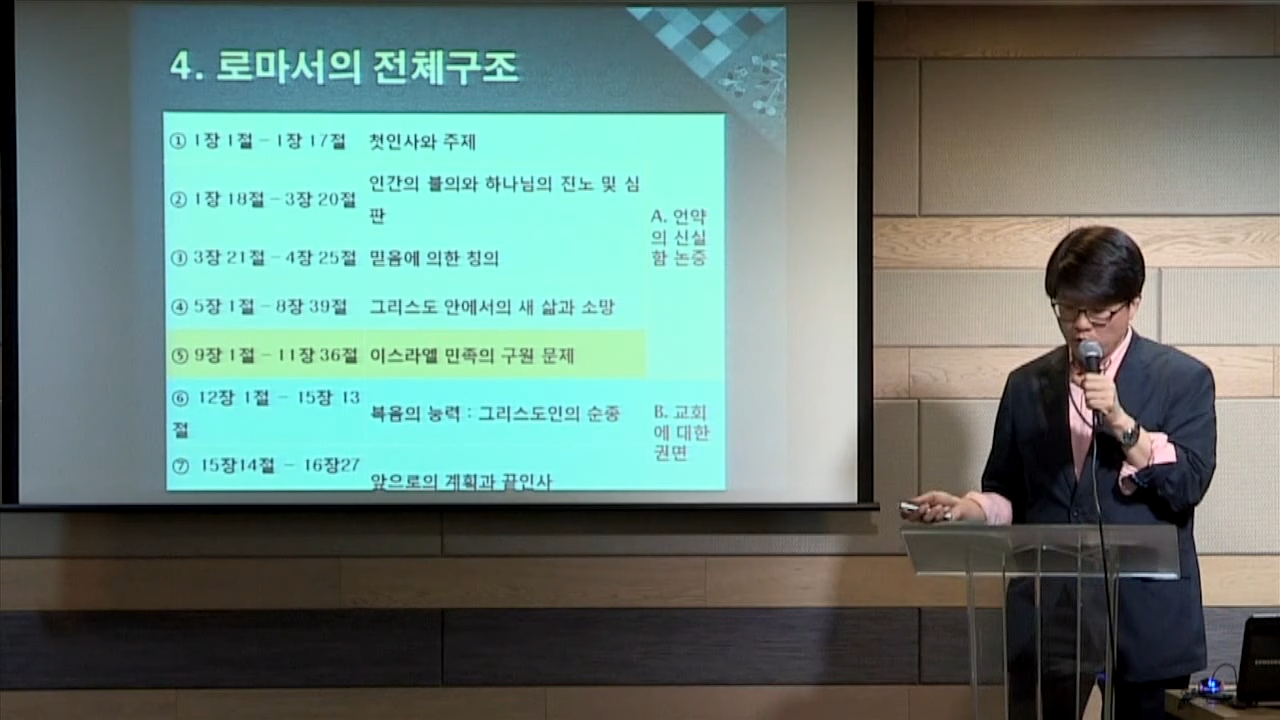 4. 로마서의 전체구조
① 1장 1절 – 1장 17절 첫인사와 주제
② 1장 18절 – 3장 20절 인간의 불의와 하나님의 진노 및 심
판
③ 3장 21절 – 4장 25절 믿음에 의한 칭의
④ 5장 1절 – 8장 39절 그리스도 안에서의 새 삶과 소망
⑤ 9장 1절 – 11장 36절 이스라엘 민족의 구원 문제
A. 언약
의 신실
함 논증
⑥ 12장 1절 – 15장 13
절
복음의 능력 : 그리스도인의 순종
⑦ 15장14절 – 16장27
앞으로의 계획과 끝인사
B. 교회
에 대한
권면